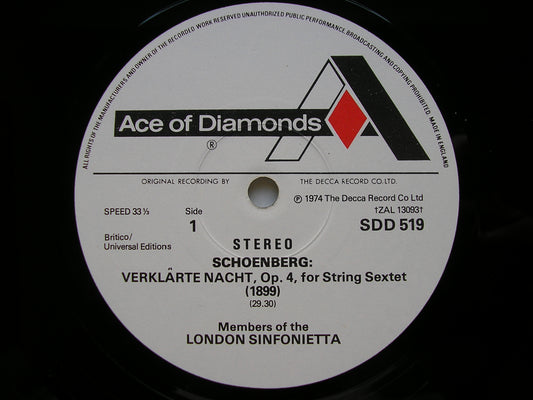 ALL RIGHTS OF THE MANUFACTURERS AND OWNER OF THE RECORDED WORK RESERVED UNAUTHORIZED PUBLIC PERFORMANCE BROADCASTING AND COPYING PROHIBITED. MADE IN ENGLAND
Ace of Diamonds
®
ORIGINAL RECORDING BY THE DECCA RECORD CO. LTD.
℗ 1974 The Decca Record Co Ltd
SPEED 33⅓ Side †ZAL 13093†
1 SDD 519
Britico/
Universal Editions
STEREO
SCHOENBERG:
VERKLÄRTE NACHT, Op. 4, for String Sextet
(1899)
(29.30)
Members of the
LONDON SINFONIETTA